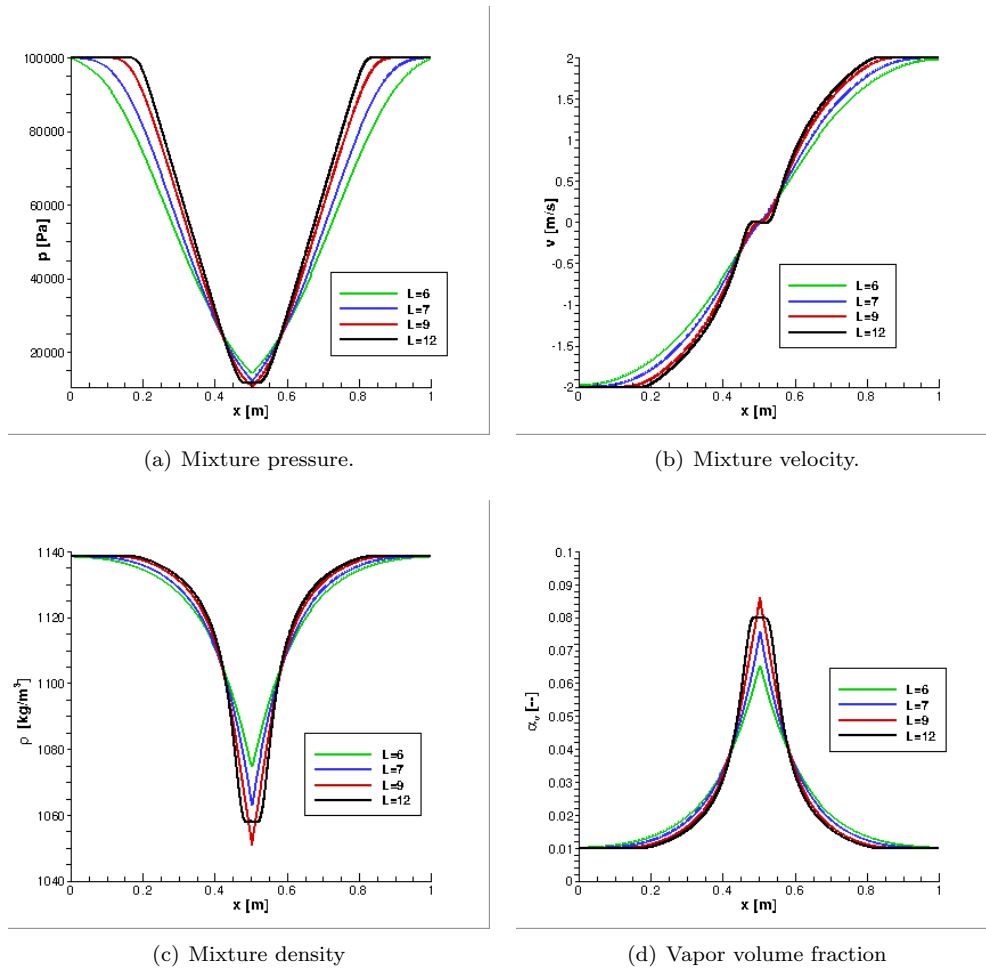 100000
80000
60000
40000
20000
p [Pa]
0 0.2 0.4 0.6 0.8 1
x [m]
L=6
L=7
L=9
L=12
(a) Mixture pressure.
2
1.5
1
0.5
0
-0.5
-1
-1.5
-2
v [m/s]
0 0.2 0.4 0.6 0.8 1
x [m]
L=6
L=7
L=9
L=12
(b) Mixture velocity.
1140
1120
1100
1080
1060
1040
ρ [kg/m³]
0 0.2 0.4 0.6 0.8 1
x [m]
L=6
L=7
L=9
L=12
(c) Mixture density
0.1
0.09
0.08
0.07
0.06
0.05
0.04
0.03
0.02
0.01
0
αᵥ [--]
0 0.2 0.4 0.6 0.8 1
x [m]
L=6
L=7
L=9
L=12
(d) Vapor volume fraction